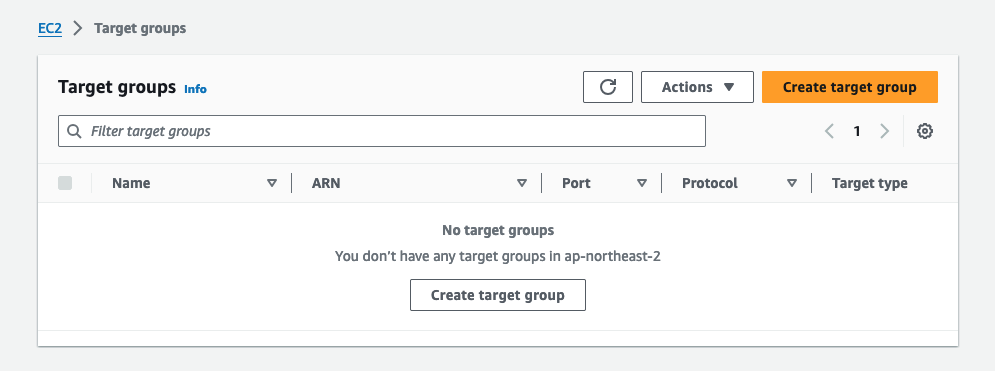 EC2 > Target groups
Target groups Info
Actions
Create target group
Filter target groups
1
Name ARN Port Protocol Target type
No target groups
You don't have any target groups in ap-northeast-2
Create target group